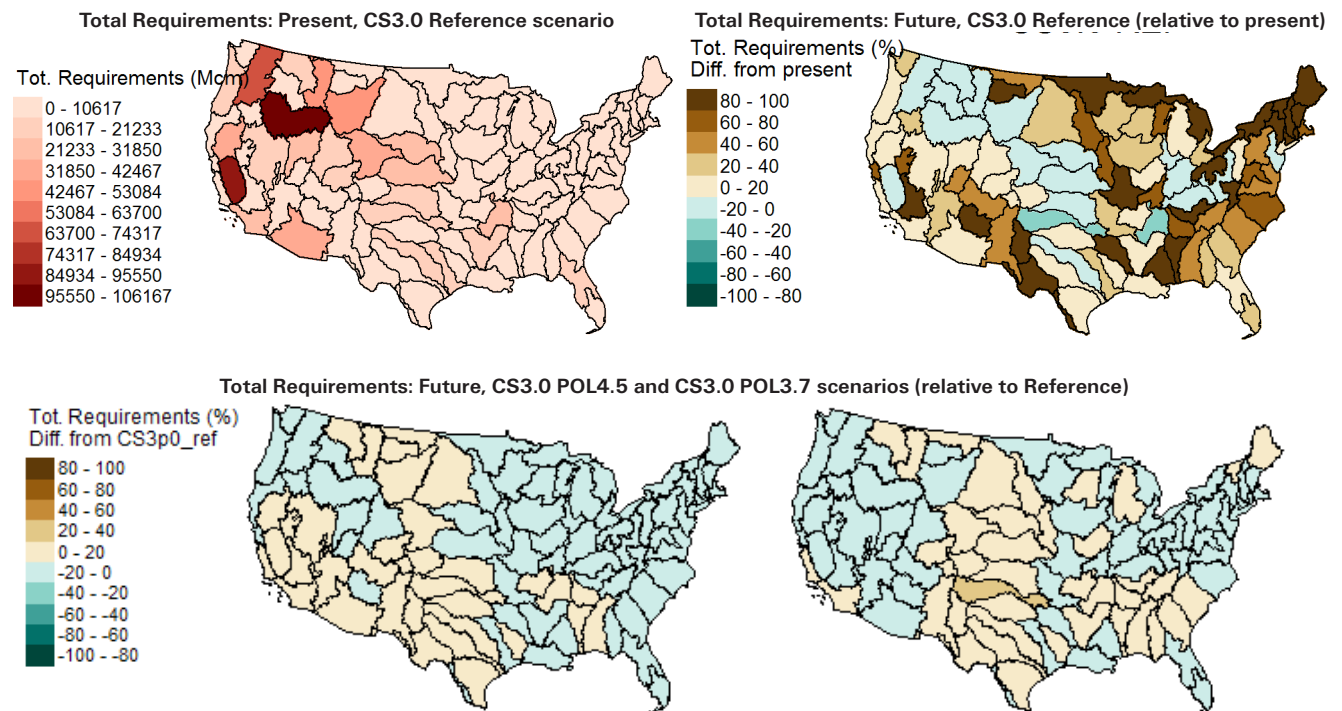 Total Requirements: Present, CS3.0 Reference scenario
Tot. Requirements (Mcm)
0 - 10617
10617 - 21233
21233 - 31850
31850 - 42467
42467 - 53084
53084 - 63700
63700 - 74317
74317 - 84934
84934 - 95550
95550 - 106167
Total Requirements: Future, CS3.0 Reference (relative to present)
Tot. Requirements (%)
Diff. from present
80 - 100
60 - 80
40 - 60
20 - 40
0 - 20
-20 - 0
-40 - -20
-60 - -40
-80 - -60
-100 - -80
Total Requirements: Future, CS3.0 POL4.5 and CS3.0 POL3.7 scenarios (relative to Reference)
Tot. Requirements (%)
Diff. from CS3p0_ref
80 - 100
60 - 80
40 - 60
20 - 40
0 - 20
-20 - 0
-40 - -20
-60 - -40
-80 - -60
-100 - -80